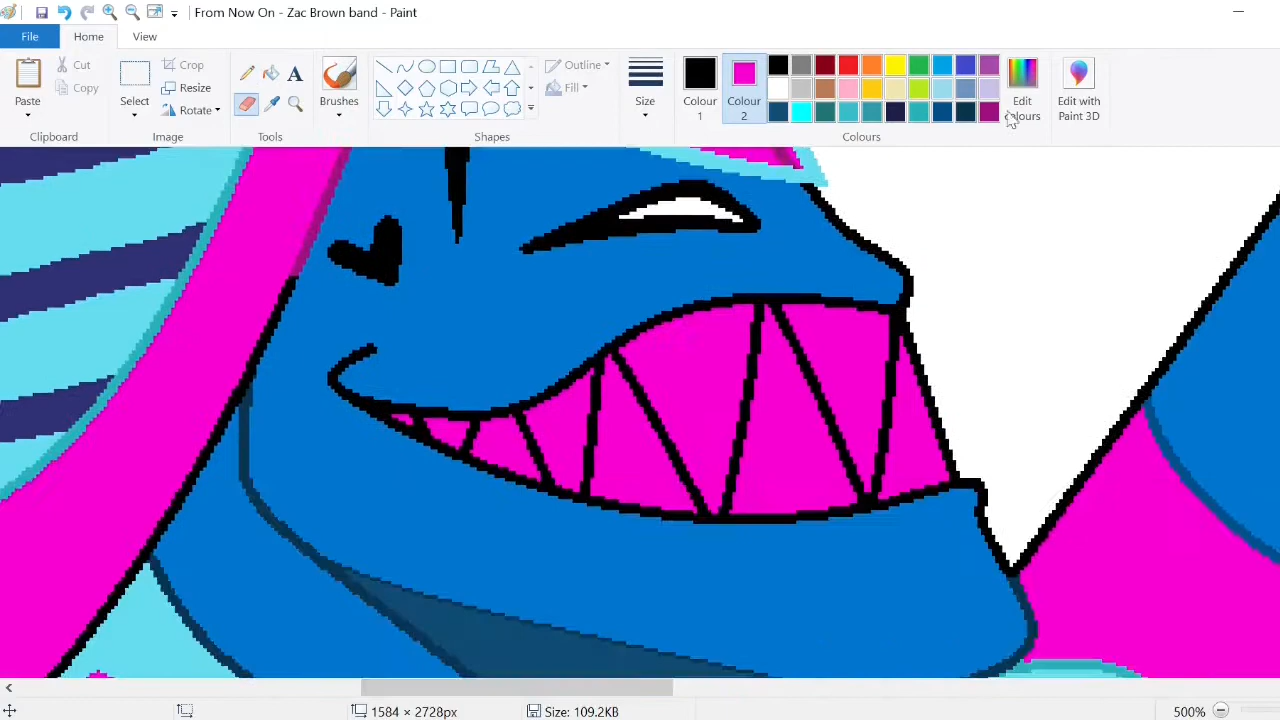 From Now On - Zac Brown band - Paint
File
Home
View
Paste
Cut
Copy
Clipboard
Select
Crop
Resize
Rotate
Image
A
Tools
Brushes
Shapes
Outline
Fill
Size
Colour
1
Colour
2
Edit
colours
Colours
Edit with
Paint 3D
1584 × 2728px
Size: 109.2KB
500%